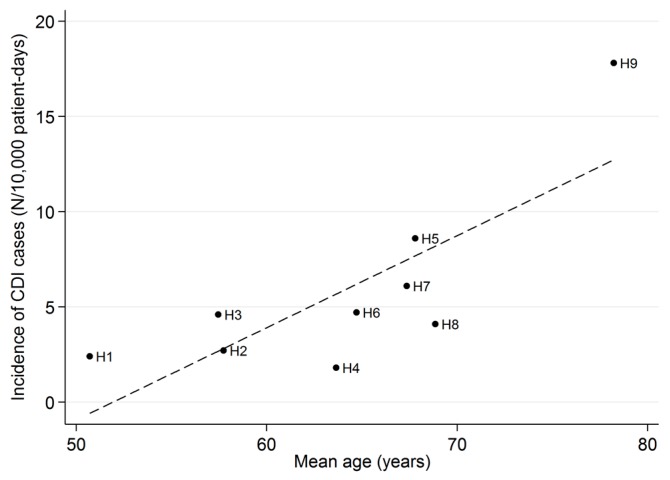 Incidence of CDI cases (N/10,000 patient-days)
20
15
10
5
0
H9
H5
H7
H3
H6
H8
H2
H1
H4
50 60 70 80
Mean age (years)